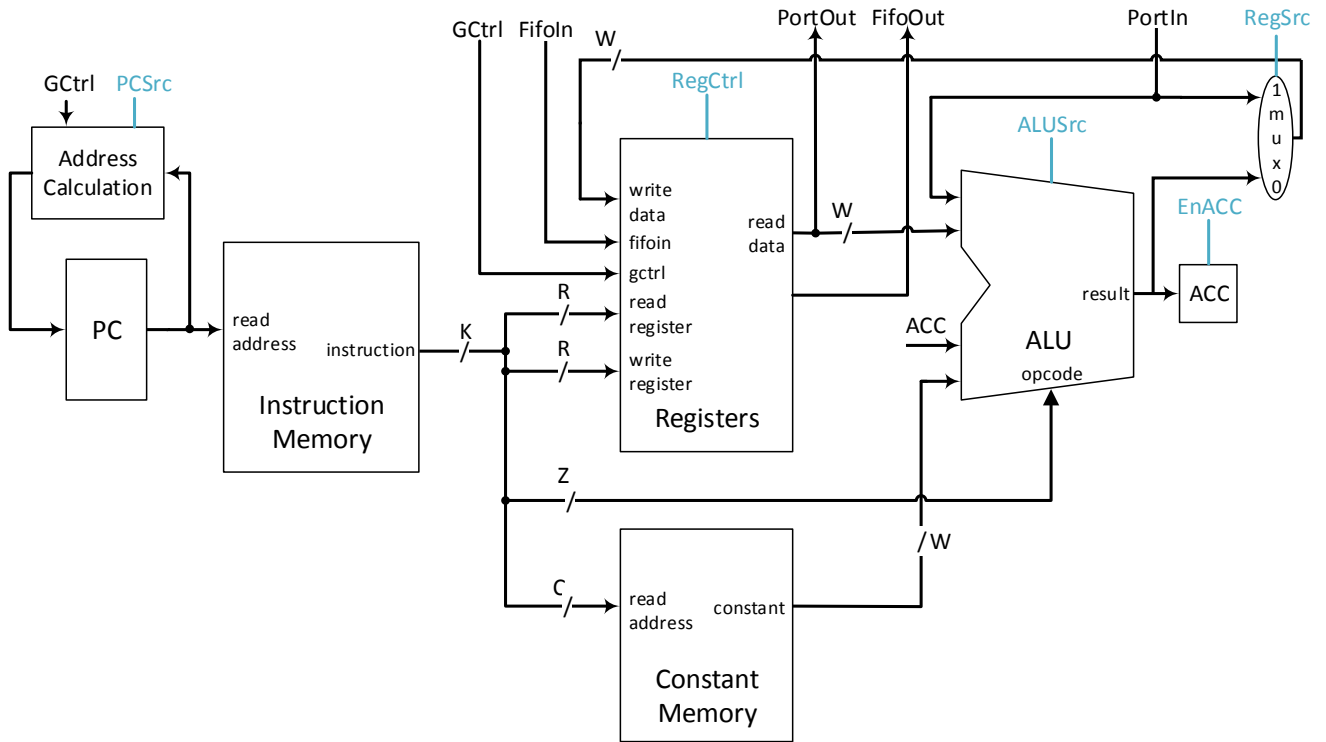 GCtrl
FifoIn
W
PortOut
FifoOut
PortIn
RegSrc
GCtrl
PCSrc
RegCtrl
ALUSrc
EnACC
Address
Calculation
PC
read
address
instruction
Instruction
Memory
K
R
R
Z
C
write
data
fifoin
gctrl
read
register
write
register
read
data
Registers
W
ACC
result
ALU
opcode
1
m
u
x
0
ACC
W
read
address
constant
Constant
Memory